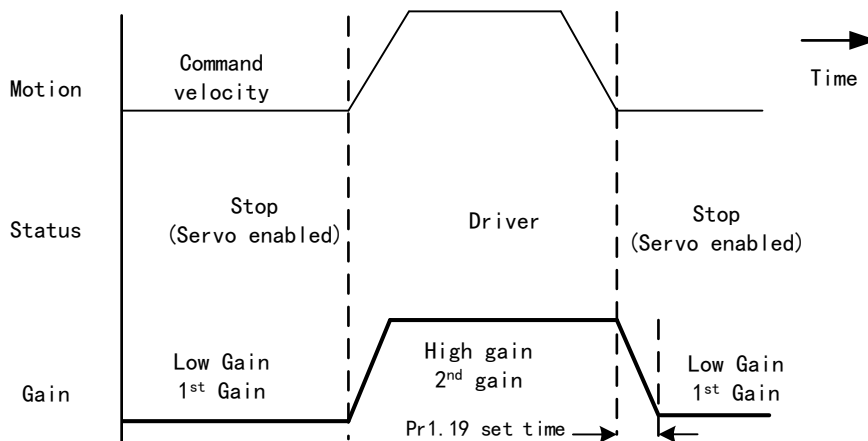 Command
velocity
Motion
Time
Stop
(Servo enabled)
Status
Driver
Stop
(Servo enabled)
Low Gain
1st Gain
Gain
High gain
2nd gain
Low Gain
1st Gain
Pr1.19 set time